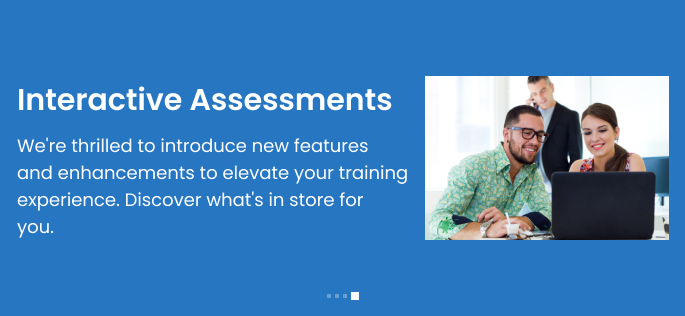 Interactive Assessments
We're thrilled to introduce new features
and enhancements to elevate your training
experience. Discover what's in store for
you.